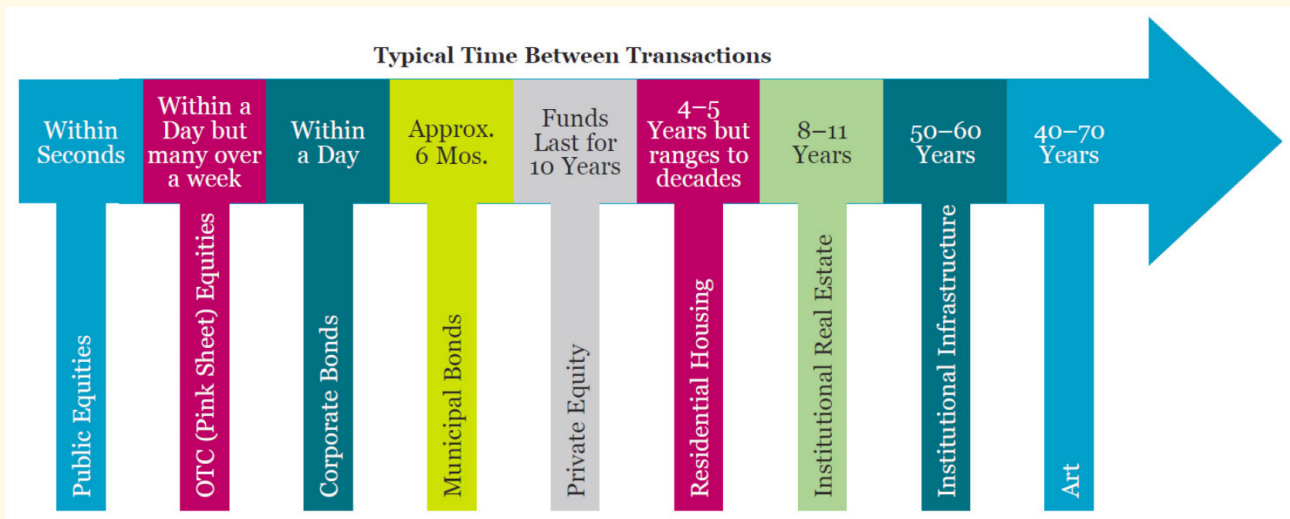 Typical Time Between Transactions
Within
Seconds
Within a
Day but
many over
a week
Within
a Day
Approx.
6 Mos.
Funds
Last for
10 Years
4–5
Years but
ranges to
decades
8–11
Years
50–60
Years
40–70
Years
Public Equities
OTC (Pink Sheet) Equities
Corporate Bonds
Municipal Bonds
Private Equity
Residential Housing
Institutional Real Estate
Institutional Infrastructure
Art